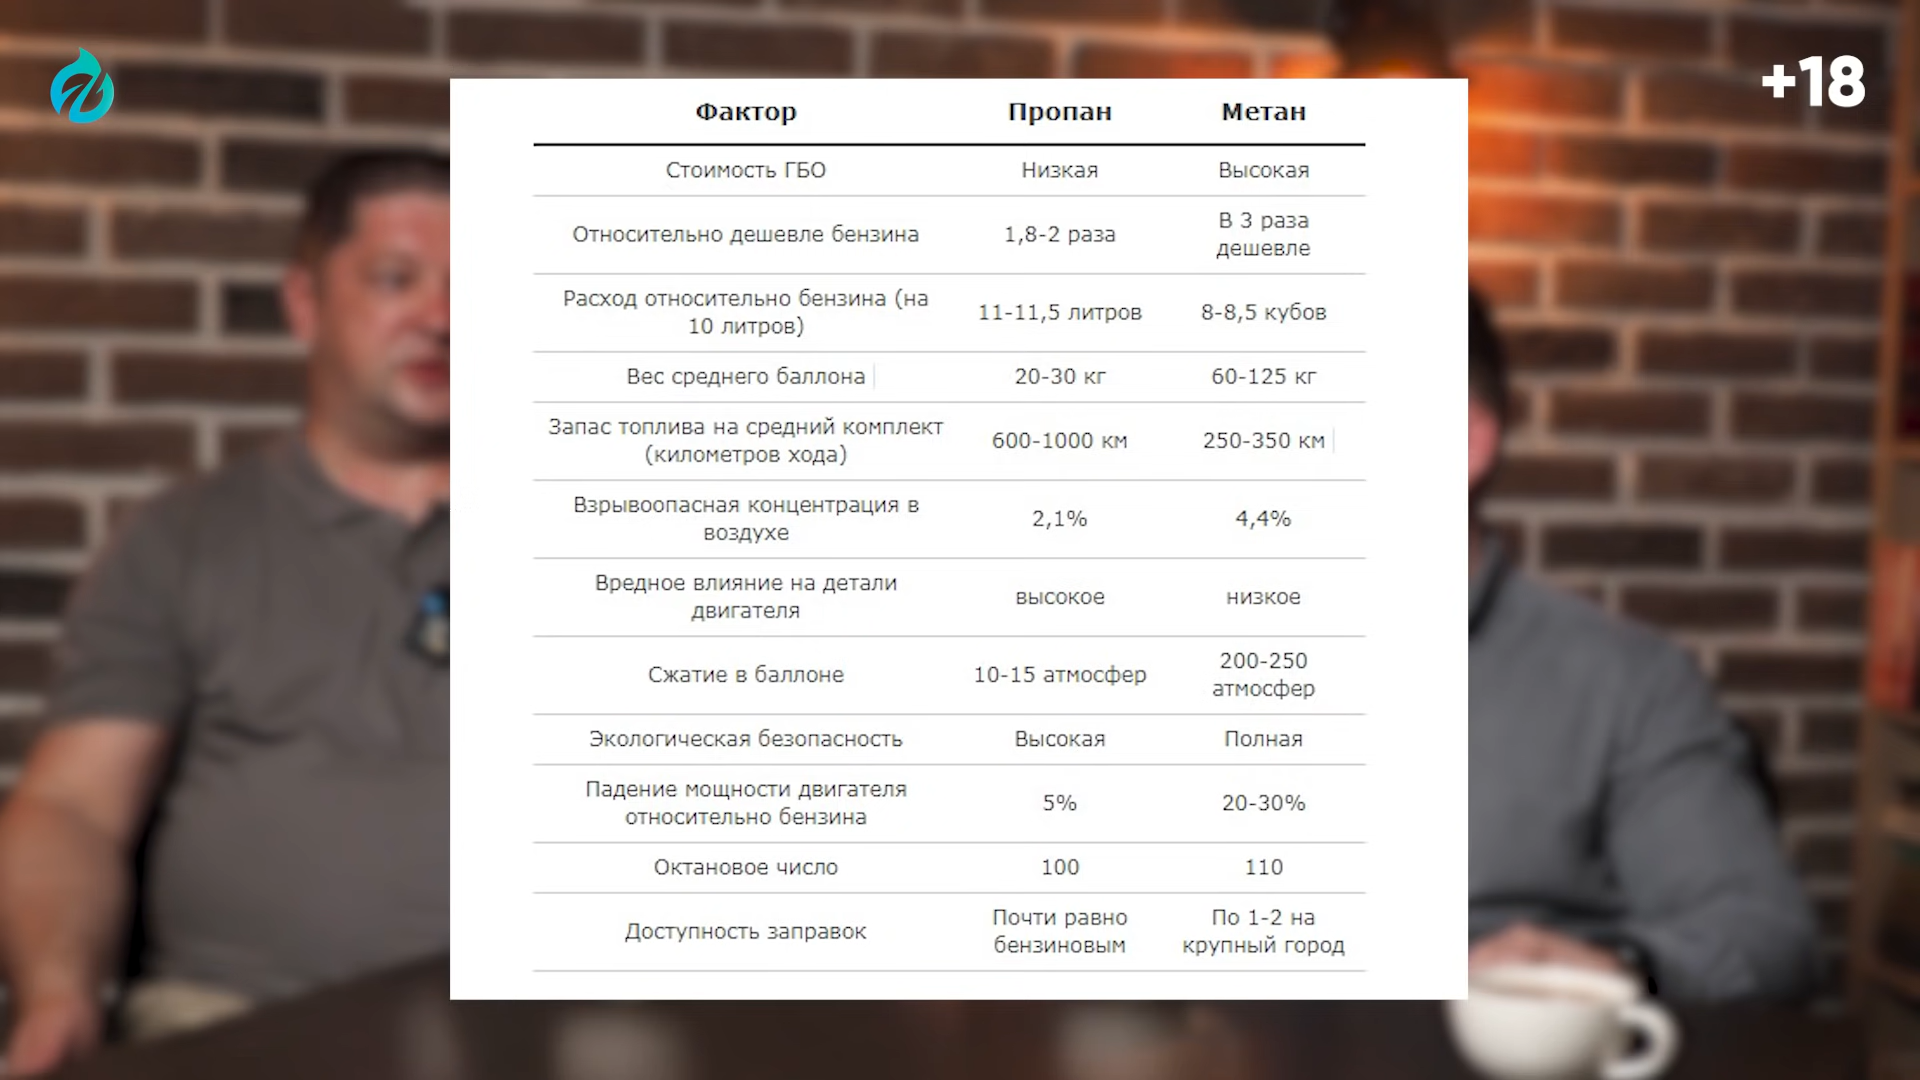 +18
Фактор Пропан Метан
Стоимость ГБО Низкая Высокая
Относительно дешевле бензина 1,8-2 раза В 3 раза
дешевле
Расход относительно бензина (на
10 литров) 11-11,5 литров 8-8,5 кубов
Вес среднего баллона 20-30 кг 60-125 кг
Запас топлива на средний комплект
(километров хода) 600-1000 км 250-350 км
Взрывоопасная концентрация в
воздухе 2,1% 4,4%
Вредное влияние на детали
двигателя высокое низкое
Сжатие в баллоне 10-15 атмосфер 200-250
атмосфер
Экологическая безопасность Высокая Полная
Падение мощности двигателя
относительно бензина 5% 20-30%
Октановое число 100 110
Доступность заправок Почти равно
бензиновым По 1-2 на
крупный город